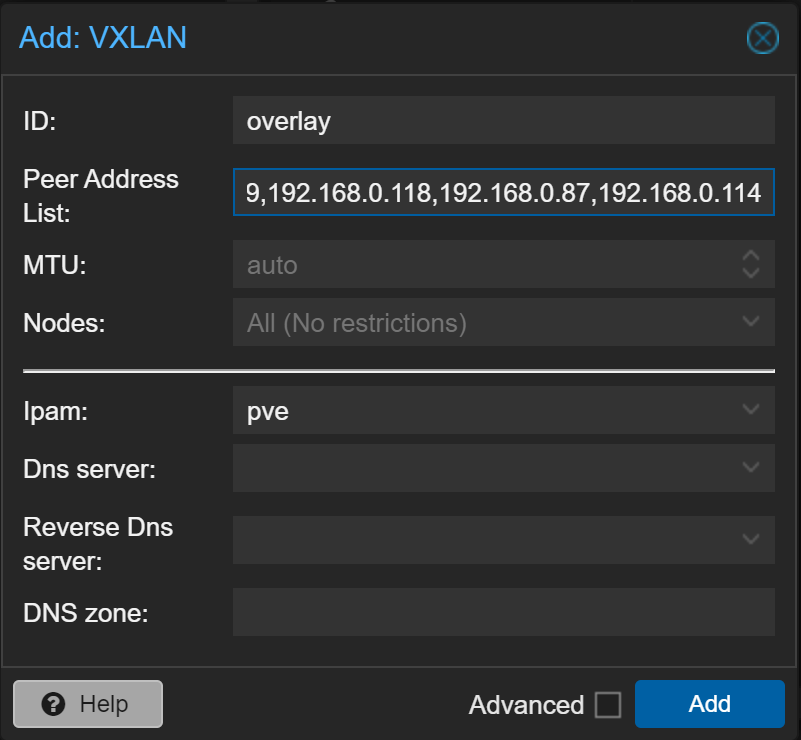 Add: VXLAN
ID:
overlay
Peer Address
List:
9,192.168.0.118,192.168.0.87,192.168.0.114
MTU:
auto
Nodes:
All (No restrictions)
Ipam:
pve
Dns server:
Reverse Dns
server:
DNS zone:
? Help
Advanced
Add